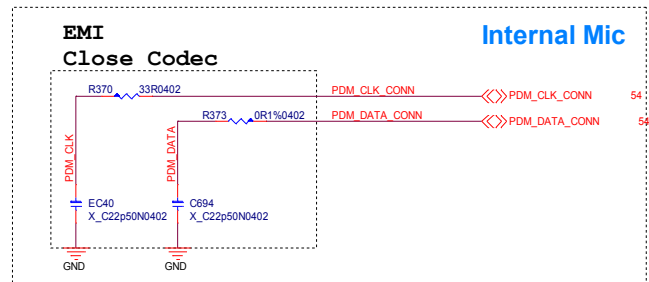 EMI
Close Codec
Internal Mic
R370 33R0402
PDM_CLK_CONN
PDM_CLK_CONN 54
R373 0R1%0402
PDM_DATA_CONN
PDM_DATA_CONN 54
PDM_CLK
PDM_DATA
EC40
X_C22p50N0402
C694
X_C22p50N0402
GND
GND